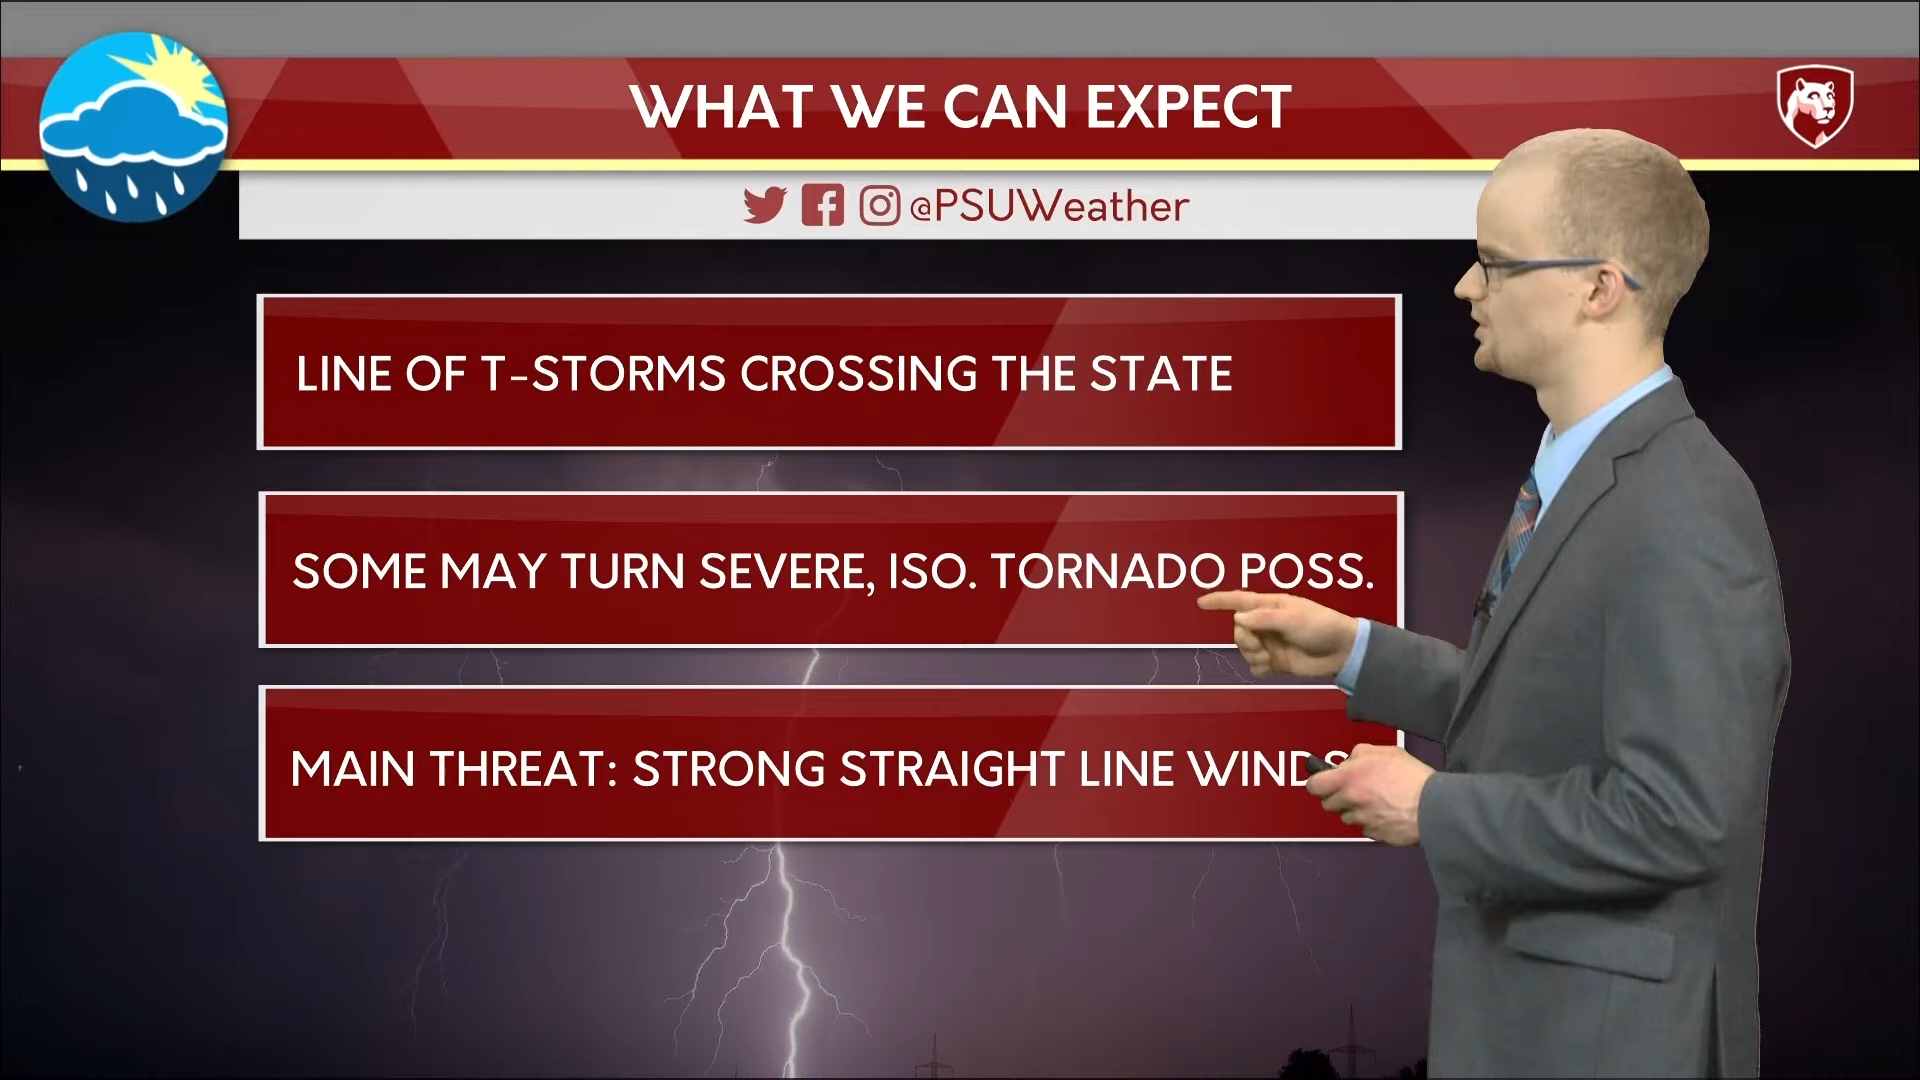 WHAT WE CAN EXPECT
@PSUWeather
LINE OF T-STORMS CROSSING THE STATE
SOME MAY TURN SEVERE, ISO. TORNADO POSS.
MAIN THREAT: STRONG STRAIGHT LINE WINDS